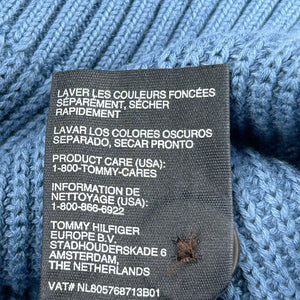 LAVER LES COULEURS FONCÉES
SÉPARÉMENT, SÉCHER
RAPIDEMENT
LAVAR LOS COLORES OSCUROS
SEPARADO, SECAR PRONTO
PRODUCT CARE (USA):
1-800-TOMMY-CARES
INFORMATION DE
NETTOYAGE (USA):
1-800-866-6922
TOMMY HILFIGER
EUROPE B.V.
STADHOUDERSKADE 6
AMSTERDAM,
THE NETHERLANDS
VAT# NL805768713B01